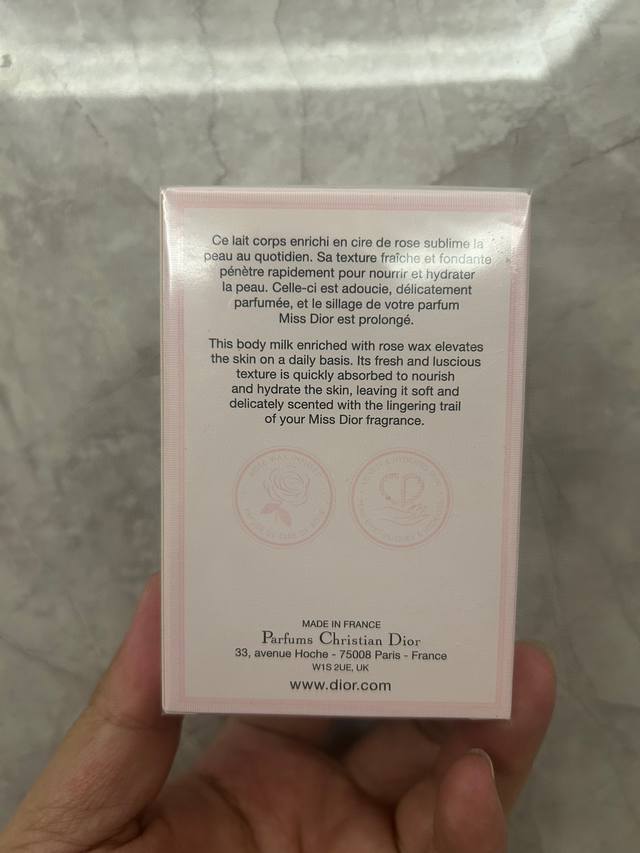 Ce lait corps enrichi en cire de rose sublime la
peau au quotidien. Sa texture fraîche et fondante
pénètre rapidement pour nourrir et hydrater
la peau. Celle-ci est adoucie, délicatement
parfumée, et le sillage de votre parfum
Miss Dior est prolongé.
This body milk enriched with rose wax elevates
the skin on a daily basis. Its fresh and luscious
texture is quickly absorbed to nourish
and hydrate the skin, leaving it soft and
delicately scented with the lingering trail
of your Miss Dior fragrance.
CD
MADE IN FRANCE
Parfums Christian Dior
33, avenue Hoche - 75008 Paris - France
W1S 2UE, UK
www.dior.com